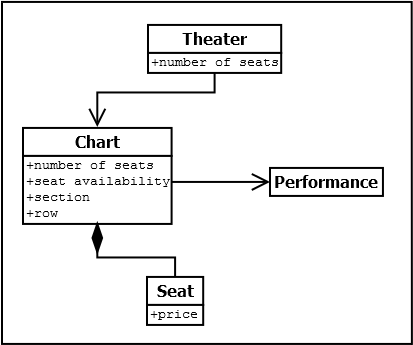 Theater
+number of seats
Chart
+number of seats
+seat availability
+section
+row
Performance
Seat
+price